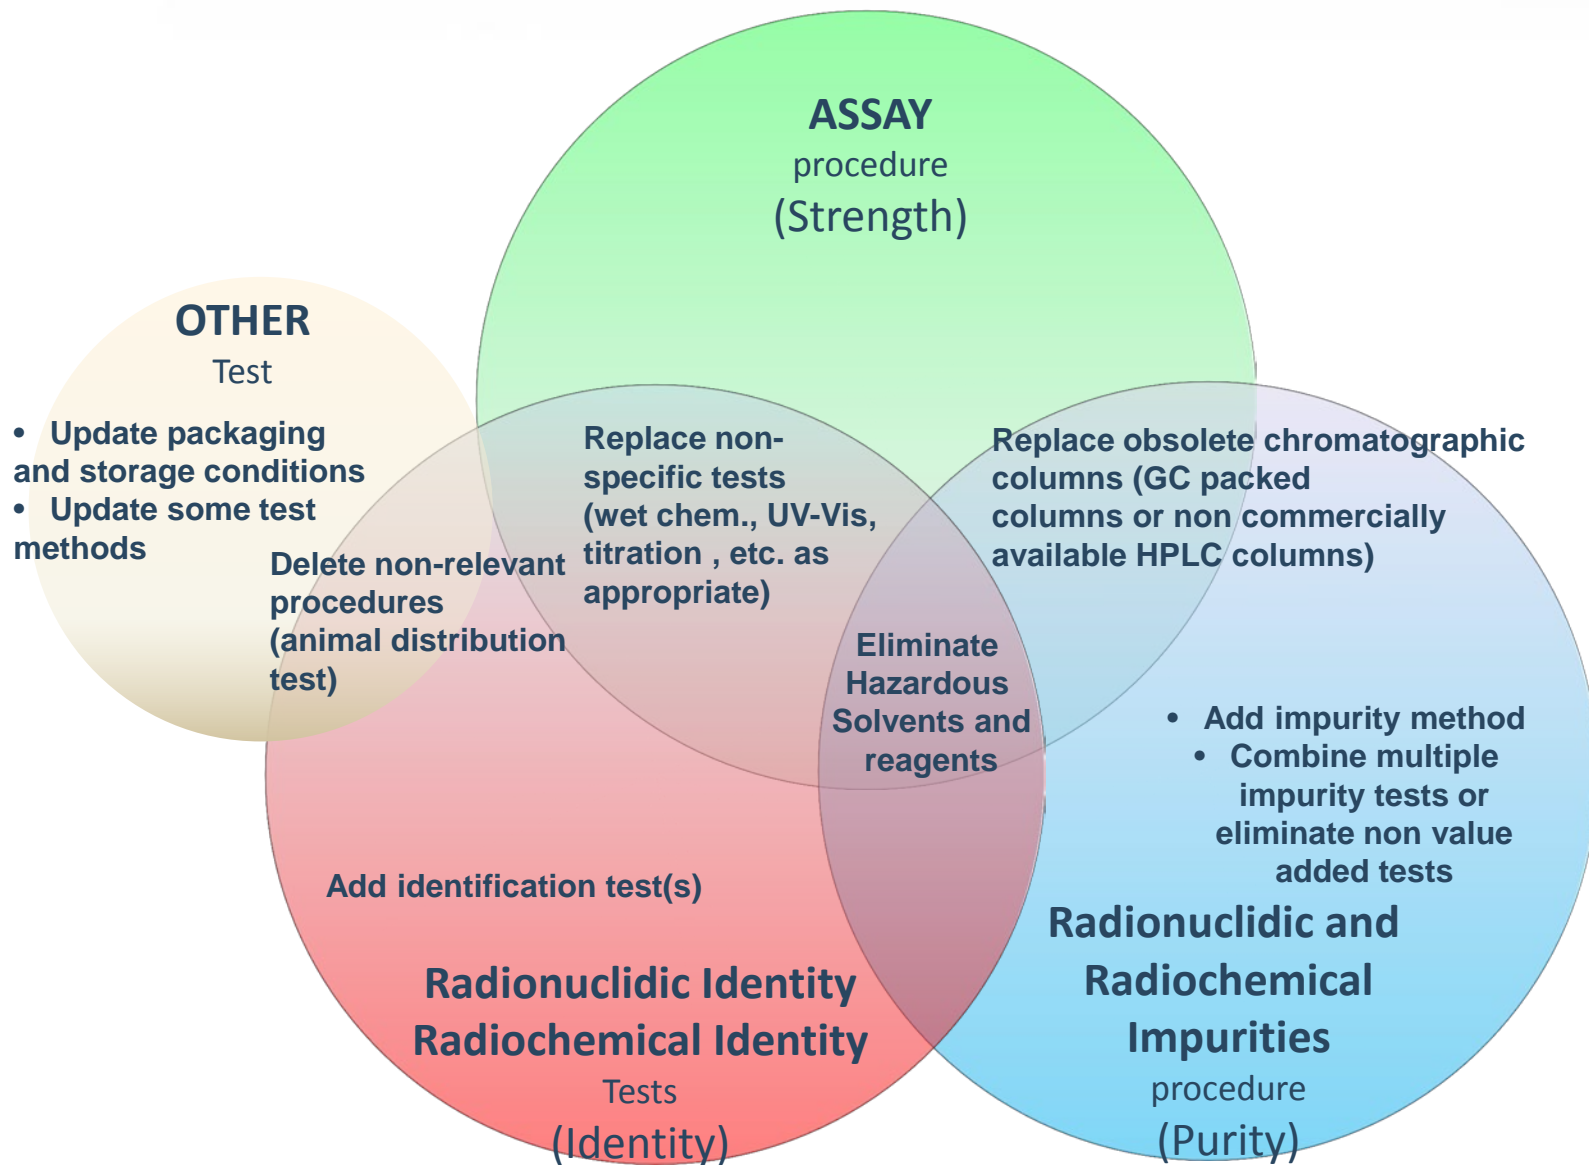 ASSAY
procedure
(Strength)
OTHER
Test
• Update packaging
and storage conditions
• Update some test
methods
Delete non-relevant
procedures
(animal distribution
test)
Replace non-
specific tests
(wet chem., UV-Vis,
titration , etc. as
appropriate)
Replace obsolete chromatographic
columns (GC packed
columns or non commercially
available HPLC columns)
Eliminate
Hazardous
Solvents and
reagents
• Add impurity method
• Combine multiple
impurity tests or
eliminate non value
added tests
Add identification test(s)
Radionuclidic Identity
Radiochemical Identity
Tests
(Identity)
Radionuclidic and
Radiochemical
Impurities
procedure
(Purity)